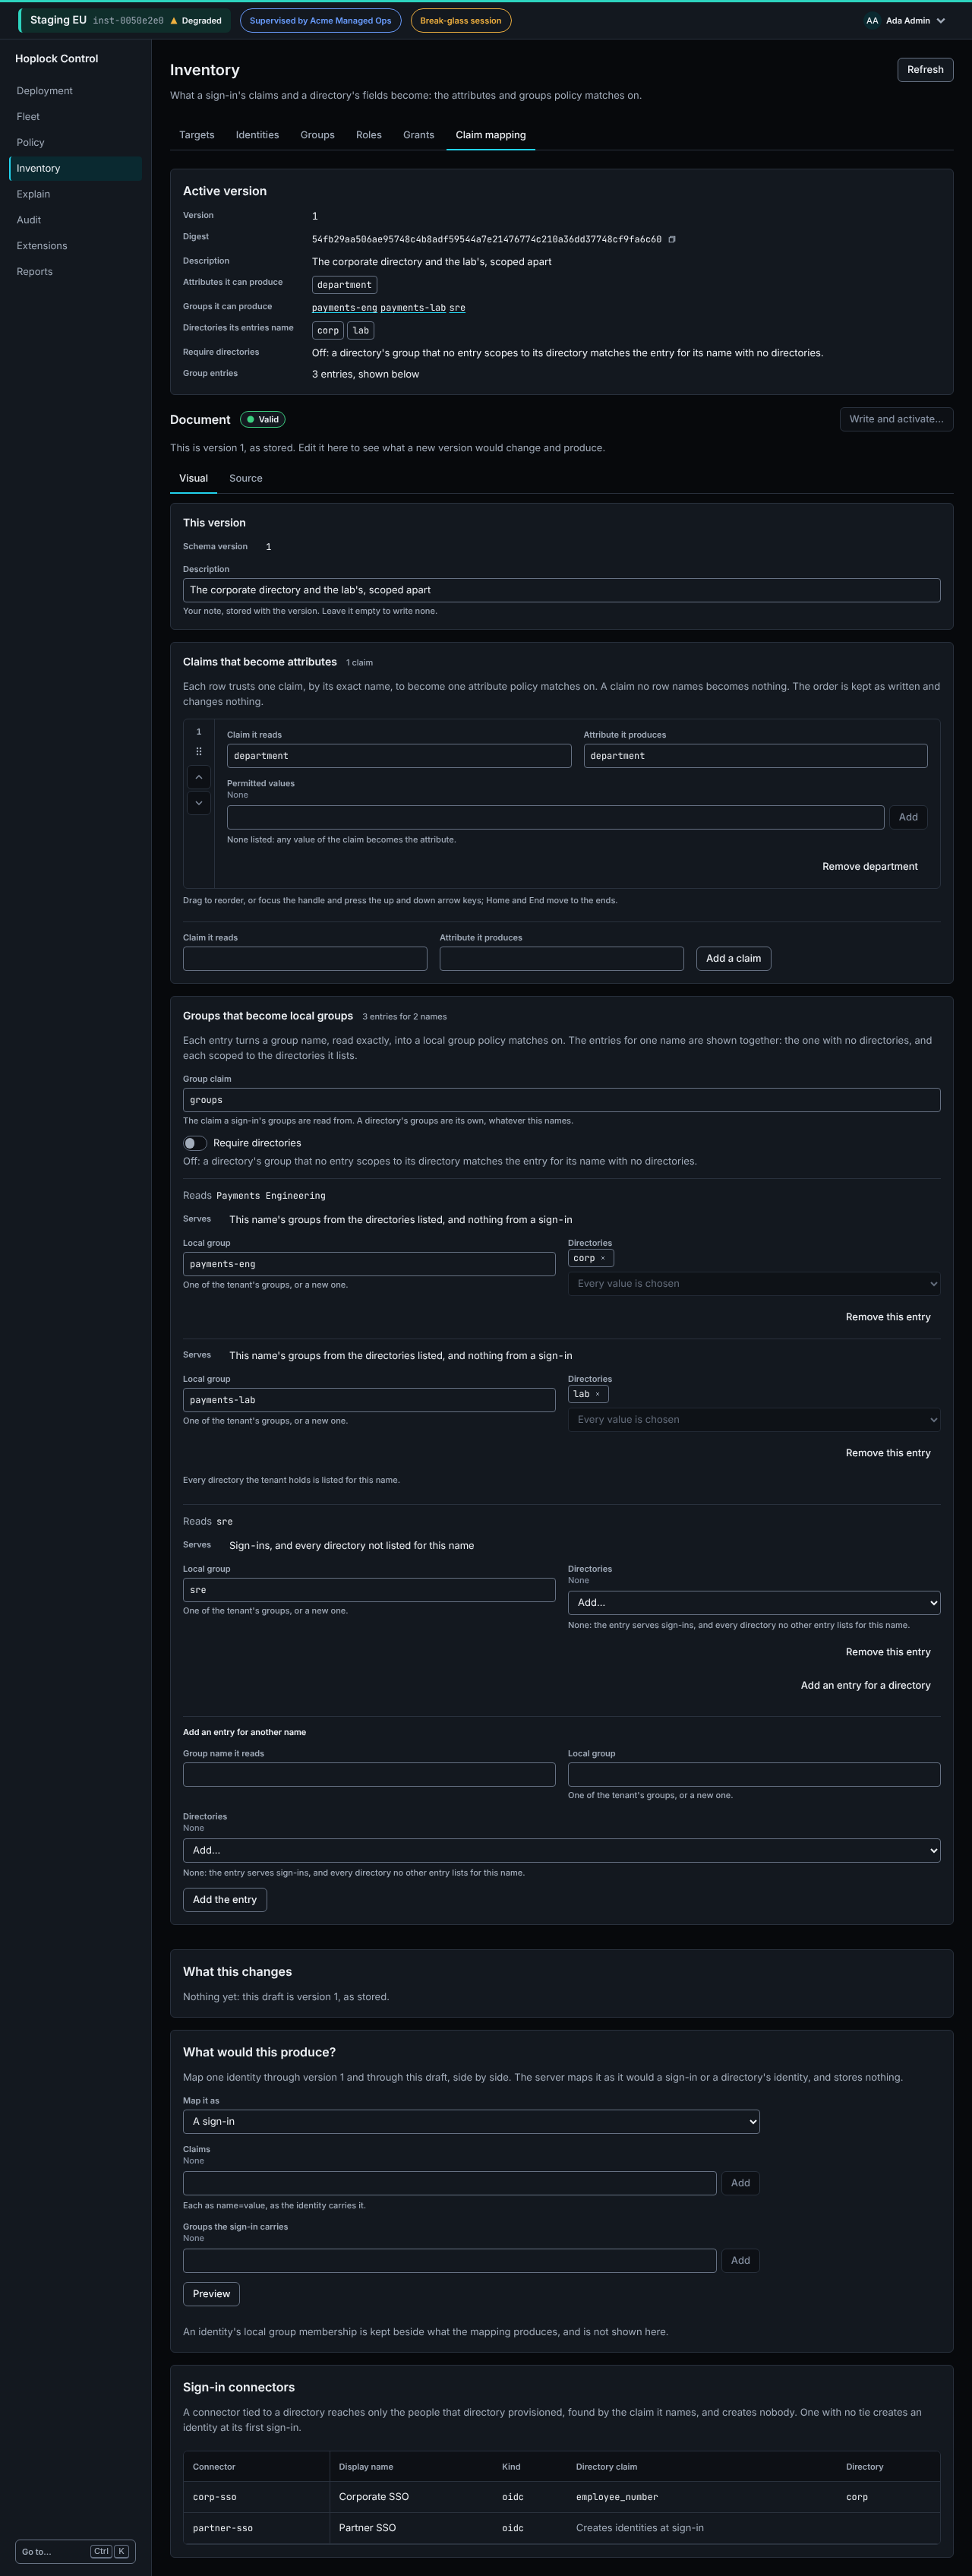 Staging EU inst-0050e2e0 Degraded Supervised by Acme Managed Ops Break-glass session AA Ada Admin
Hoplock Control
Deployment
Fleet
Policy
Inventory
Explain
Audit
Extensions
Reports
Go to... Ctrl K
Inventory
Refresh
What a sign-in's claims and a directory's fields become: the attributes and groups policy matches on.
Targets Identities Groups Roles Grants Claim mapping
Active version
Version 1
Digest 54fb29aa506ae95748c4b8adf59544a7e21476774c210a36dd37748cf9fa6c60
Description The corporate directory and the lab's, scoped apart
Attributes it can produce department
Groups it can produce payments-eng payments-lab sre
Directories its entries name corp lab
Require directories Off: a directory's group that no entry scopes to its directory matches the entry for its name with no directories.
Group entries 3 entries, shown below
Document Valid Write and activate...
This is version 1, as stored. Edit it here to see what a new version would change and produce.
Visual Source
This version
Schema version 1
Description
The corporate directory and the lab's, scoped apart
Your note, stored with the version. Leave it empty to write none.
Claims that become attributes 1 claim
Each row trusts one claim, by its exact name, to become one attribute policy matches on. A claim no row names becomes nothing. The order is kept as written and
changes nothing.
1
Claim it reads Attribute it produces
department department
Permitted values
None
Add
None listed: any value of the claim becomes the attribute.
Remove department
Drag to reorder, or focus the handle and press the up and down arrow keys; Home and End move to the ends.
Claim it reads Attribute it produces
Add a claim
Groups that become local groups 3 entries for 2 names
Each entry turns a group name, read exactly, into a local group policy matches on. The entries for one name are shown together: the one with no directories, and
each scoped to the directories it lists.
Group claim
groups
The claim a sign-in's groups are read from. A directory's groups are its own, whatever this names.
Require directories
Off: a directory's group that no entry scopes to its directory matches the entry for its name with no directories.
Reads Payments Engineering
Serves This name's groups from the directories listed, and nothing from a sign-in
Local group Directories
payments-eng corp ×
One of the tenant's groups, or a new one. Every value is chosen
Remove this entry
Serves This name's groups from the directories listed, and nothing from a sign-in
Local group Directories
payments-lab lab ×
One of the tenant's groups, or a new one. Every value is chosen
Remove this entry
Every directory the tenant holds is listed for this name.
Reads sre
Serves Sign-ins, and every directory not listed for this name
Local group Directories
None
sre Add...
One of the tenant's groups, or a new one. None: the entry serves sign-ins, and every directory no other entry lists for this name.
Remove this entry
Add an entry for a directory
Add an entry for another name
Group name it reads Local group
One of the tenant's groups, or a new one.
Directories
None
Add...
None: the entry serves sign-ins, and every directory no other entry lists for this name.
Add the entry
What this changes
Nothing yet: this draft is version 1, as stored.
What would this produce?
Map one identity through version 1 and through this draft, side by side. The server maps it as it would a sign-in or a directory's identity, and stores nothing.
Map it as
A sign-in
Claims
None
Add
Each as name=value, as the identity carries it.
Groups the sign-in carries
None
Add
Preview
An identity's local group membership is kept beside what the mapping produces, and is not shown here.
Sign-in connectors
A connector tied to a directory reaches only the people that directory provisioned, found by the claim it names, and creates nobody. One with no tie creates an
identity at its first sign-in.
Connector Display name Kind Directory claim Directory
corp-sso Corporate SSO oidc employee_number corp
partner-sso Partner SSO oidc Creates identities at sign-in